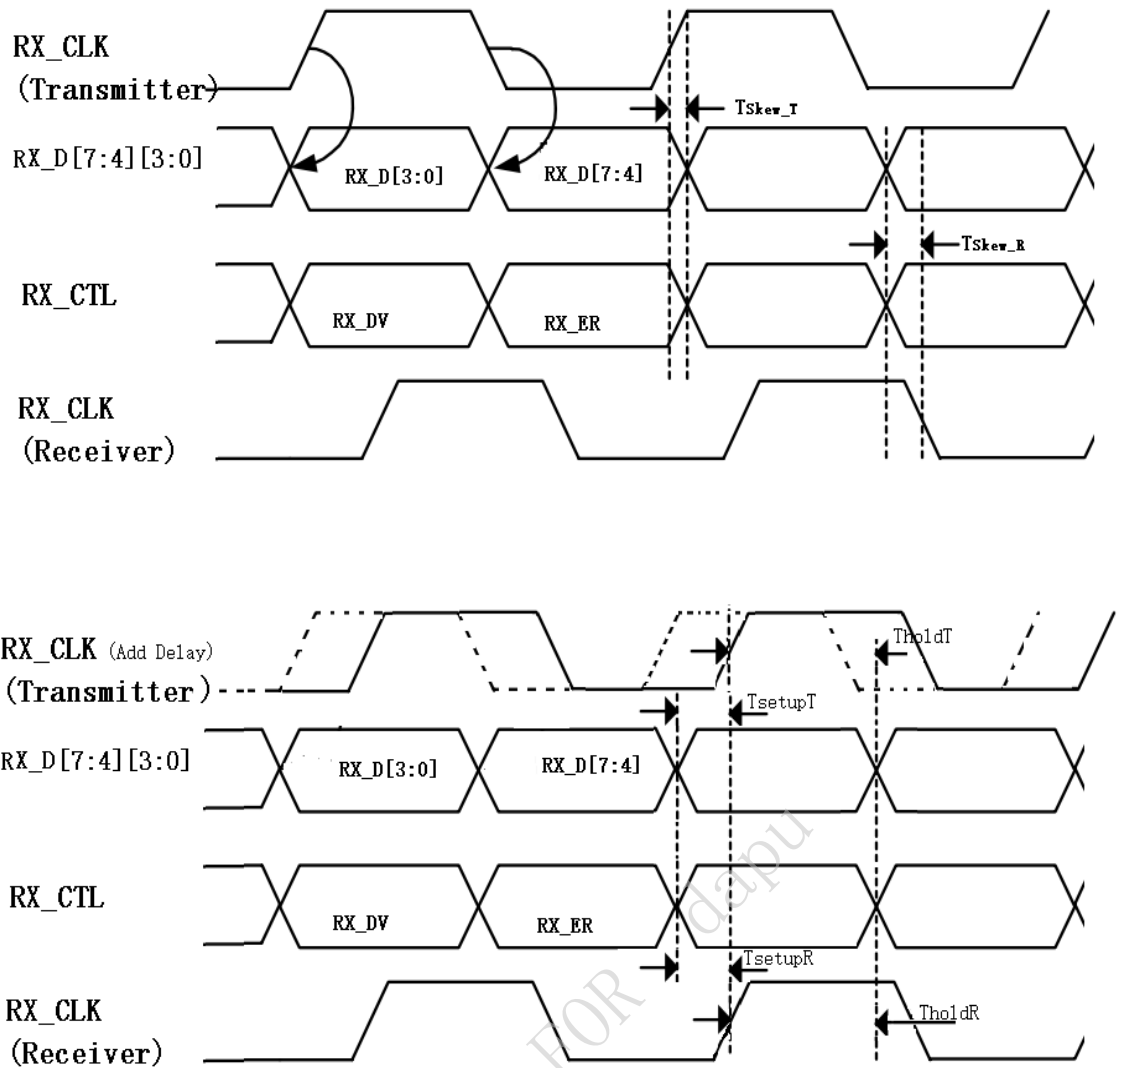 RX_CLK
(Transmitter)
TSkew_T
RX_D[7:4][3:0]
RX_D[3:0]
RX_D[7:4]
TSkew_R
RX_CTL
RX_DV
RX_ER
RX_CLK
(Receiver)
RX_CLK (Add Delay)
(Transmitter)
TholdT
TsetupT
RX_D[7:4][3:0]
RX_D[3:0]
RX_D[7:4]
RX_CTL
RX_DV
RX_ER
TsetupR
RX_CLK
(Receiver)
TholdR
FOR dapu